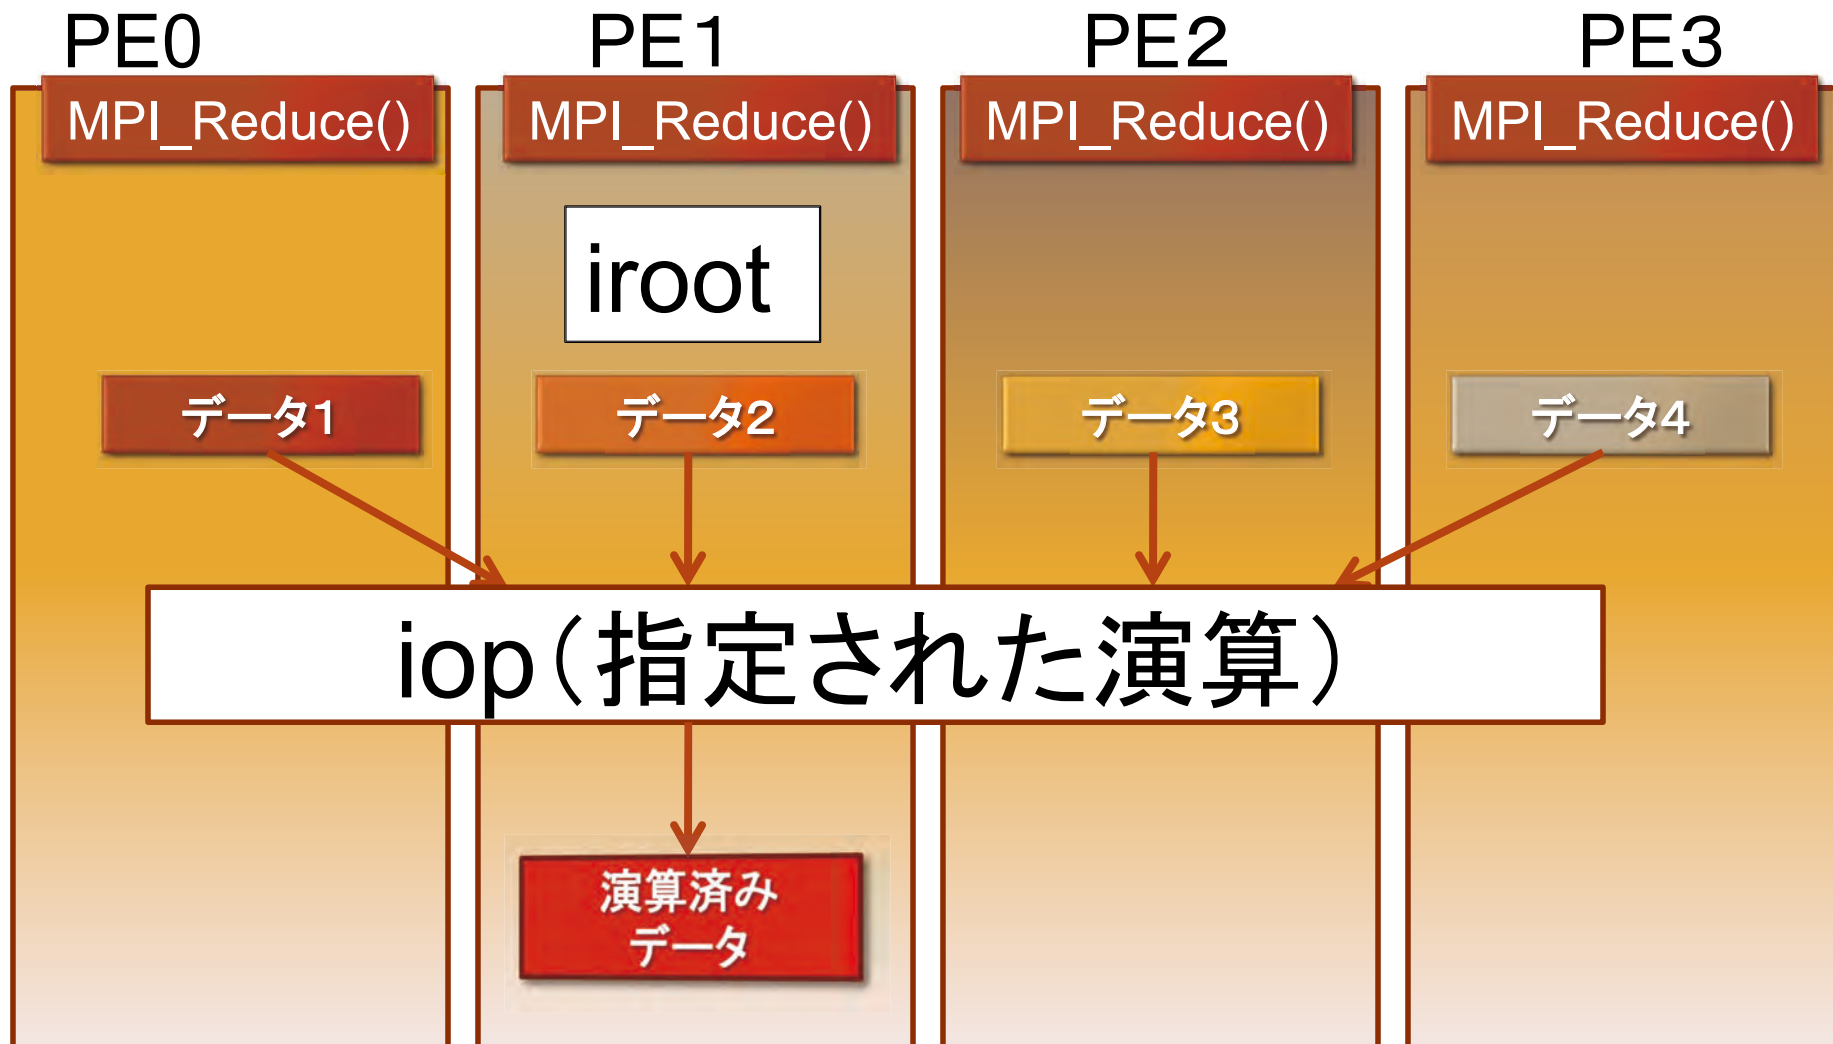 PE0
PE1
PE2
PE3
MPI_Reduce()
MPI_Reduce()
MPI_Reduce()
MPI_Reduce()
iroot
データ1
データ2
データ3
データ4
iop（指定された演算）
演算済み
データ